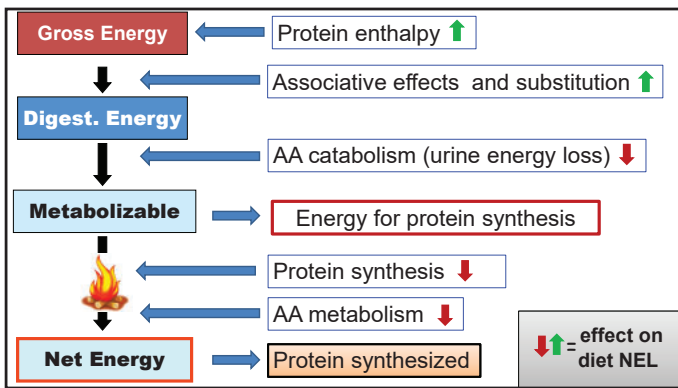 Gross Energy
Protein enthalpy
Associative effects and substitution
Digest. Energy
AA catabolism (urine energy loss)
Metabolizable
Energy for protein synthesis
Protein synthesis
AA metabolism
Net Energy
Protein synthesized
= effect on
diet NEL